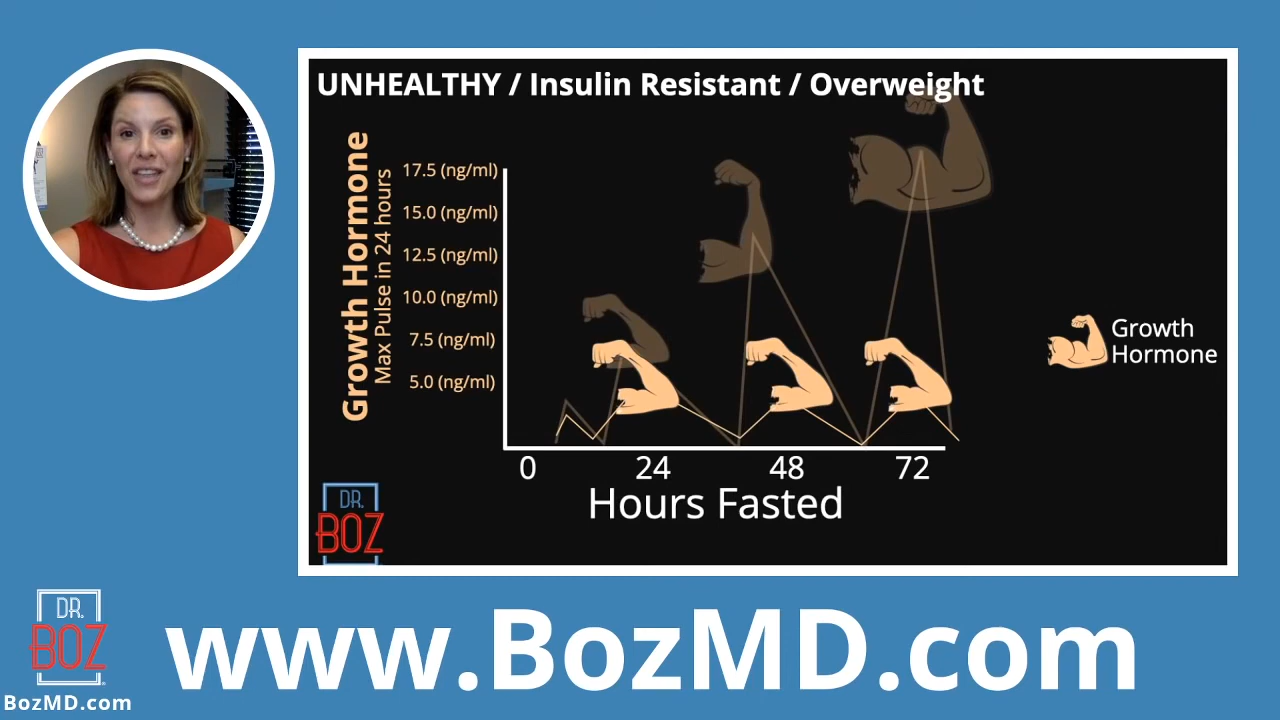 UNHEALTHY / Insulin Resistant / Overweight
Growth Hormone
Max Pulse in 24 hours
17.5 (ng/ml)
15.0 (ng/ml)
12.5 (ng/ml)
10.0 (ng/ml)
7.5 (ng/ml)
5.0 (ng/ml)
Growth
Hormone
0 24 48 72
Hours Fasted
DR.
BOZ
DR.
BOZ
BozMD.com
www.BozMD.com